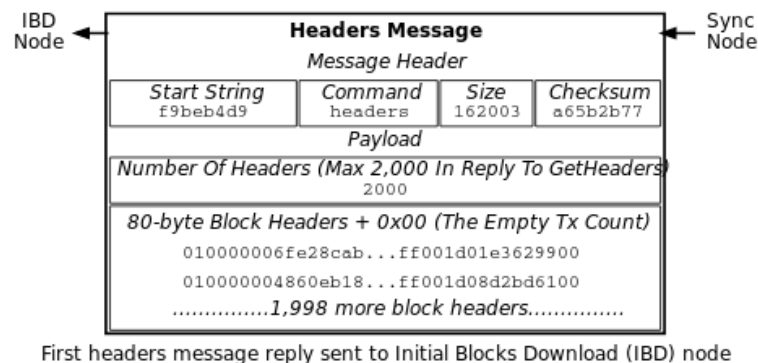 IBD
Node
Headers Message
Sync
Node
Message Header
Start String
Command
Size
Checksum
f9beb4d9
headers
162003
a65b2b77
Payload
Number Of Headers (Max 2,000 In Reply To GetHeaders)
2000
80-byte Block Headers + 0x00 (The Empty Tx Count)
010000006fe28cab...ff001d01e3629900
010000004860eb18...ff001d08d2bd6100
...............1,998 more block headers...............
First headers message reply sent to Initial Blocks Download (IBD) node